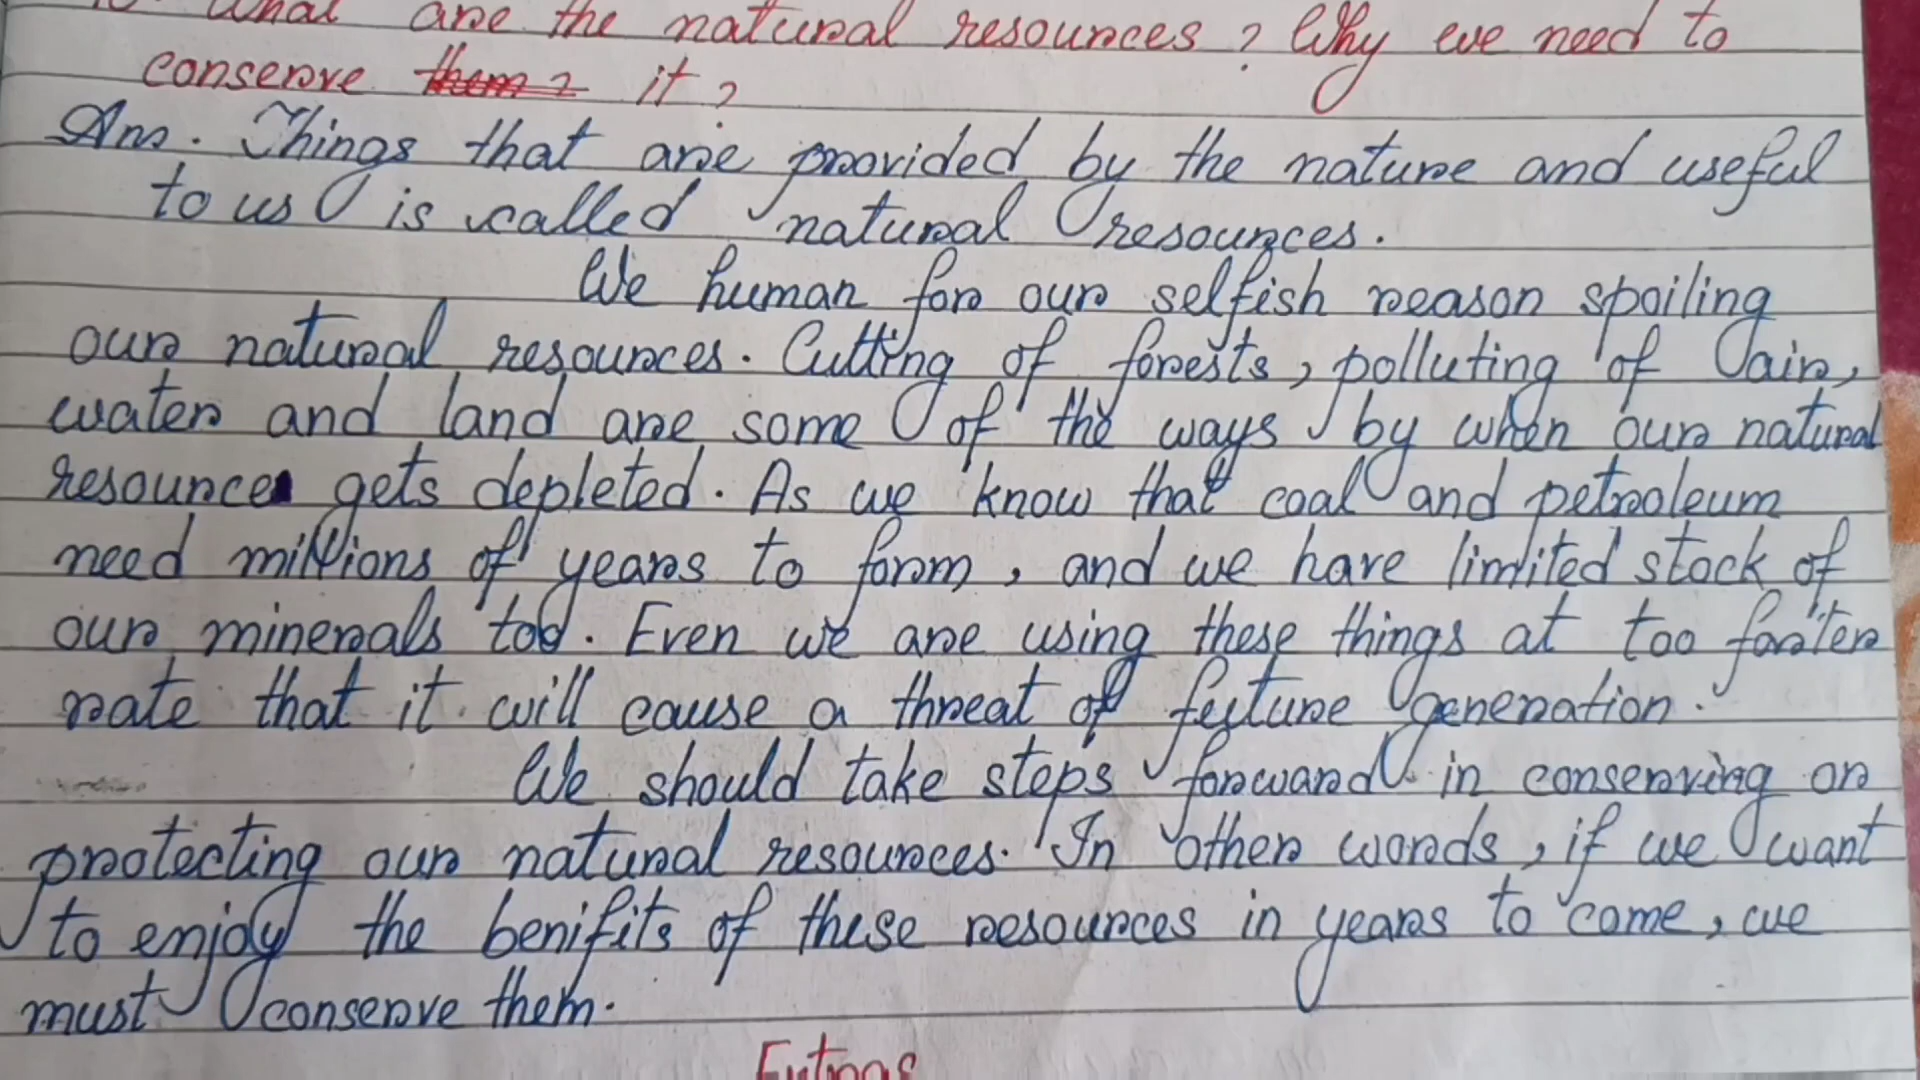 What are the natural resources? Why we need to
conserve them? it?
Ans. Things that are provided by the nature and useful
to us is called natural resources.
We human for our selfish reason spoiling
our natural resources. Cutting of forests, polluting of air,
water and land are some of the ways by when our natural
resource gets depleted. As we know that coal and petroleum
need millions of years to form, and we have limited stock of
our minerals too. Even we are using these things at too faster
rate that it will cause a threat of future generation.
We should take steps forward in conserving or
protecting our natural resources. In other words, if we want
to enjoy the benifits of these resources in years to come, we
must conserve them.
Extras